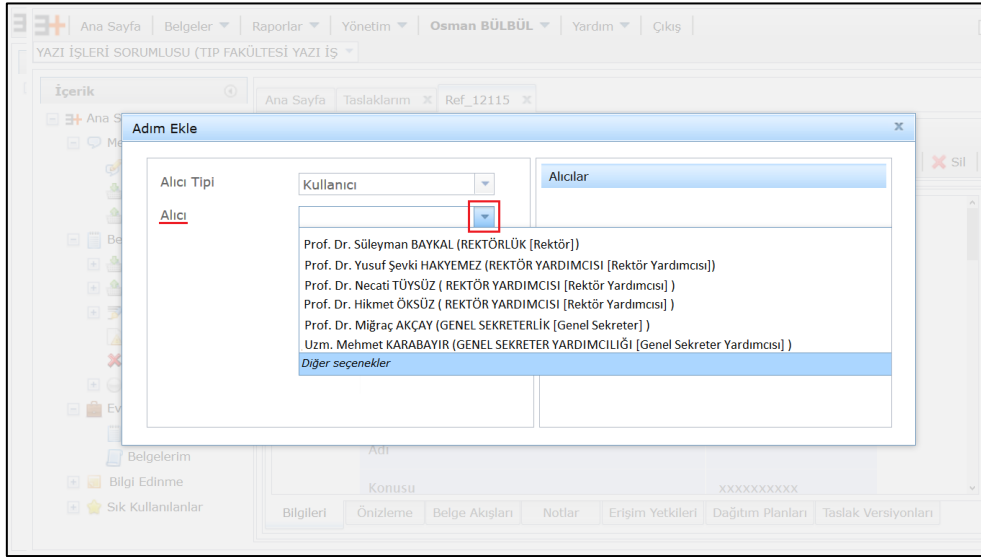 Ana Sayfa Belgeler Raporlar Yönetim Osman BÜLBÜL Yardım Çıkış
YAZI İŞLERİ SORUMLUSU (TIP FAKÜLTESİ YAZI İŞ
İçerik
Ana Sayfa Taslaklarım x Ref_12115 x
Ana S
Adım Ekle x
Me
Sil
Alıcı Tipi Kullanıcı Alıcılar
Alıcı
Be
Prof. Dr. Süleyman BAYKAL (REKTÖRLÜK [Rektör])
Prof. Dr. Yusuf Şevki HAKYEMEZ (REKTÖR YARDIMCISI [Rektör Yardımcısı])
Prof. Dr. Necati TÜYSÜZ ( REKTÖR YARDIMCISI [Rektör Yardımcısı] )
Prof. Dr. Hikmet ÖKSÜZ ( REKTÖR YARDIMCISI [Rektör Yardımcısı] )
Prof. Dr. Miğraç AKÇAY (GENEL SEKRETERLİK [Genel Sekreter] )
Uzm. Mehmet KARABAYIR (GENEL SEKRETER YARDIMCILIĞI [Genel Sekreter Yardımcısı] )
Diğer seçenekler
Ev
Belgelerim
Adı
Bilgi Edinme
Konusu xxxxxxxxxx
Sık Kullanılanlar
Bilgileri Önizleme Belge Akışları Notlar Erişim Yetkileri Dağıtım Planları Taslak Versiyonları